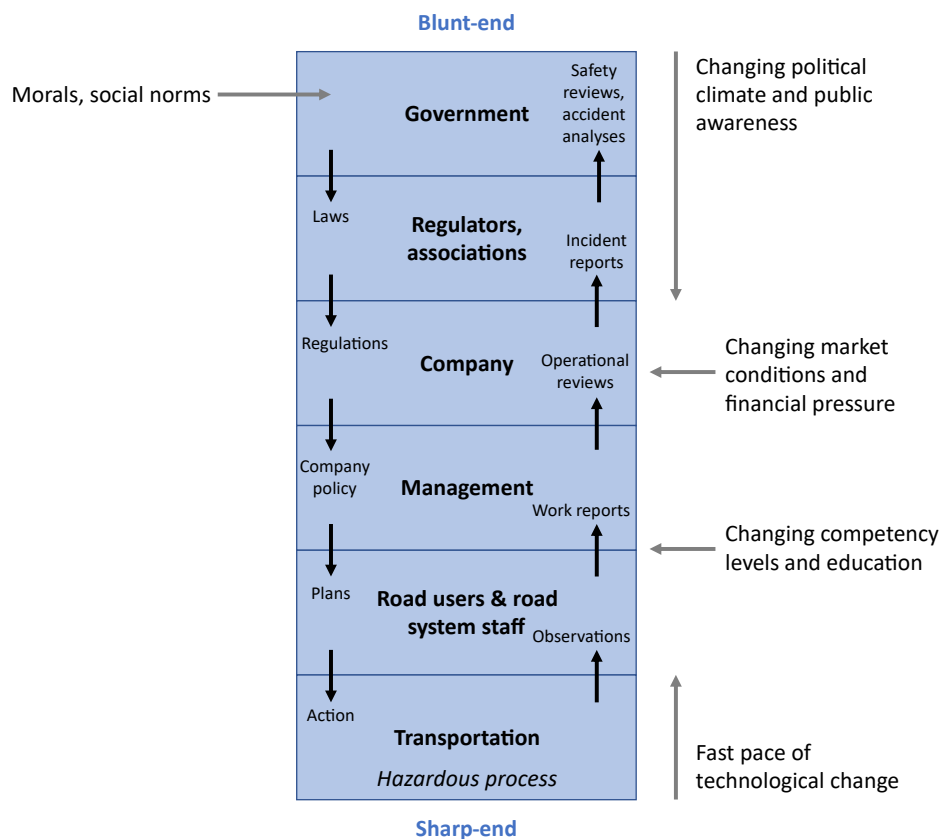 Blunt-end
Morals, social norms
Government
Safety
reviews,
accident
analyses
Changing political
climate and public
awareness
Laws
Regulators,
associations
Incident
reports
Regulations
Company
Operational
reviews
Changing market
conditions and
financial pressure
Company
policy
Management
Work reports
Changing competency
levels and education
Plans
Road users & road
system staff
Observations
Action
Transportation
Hazardous process
Fast pace of
technological change
Sharp-end